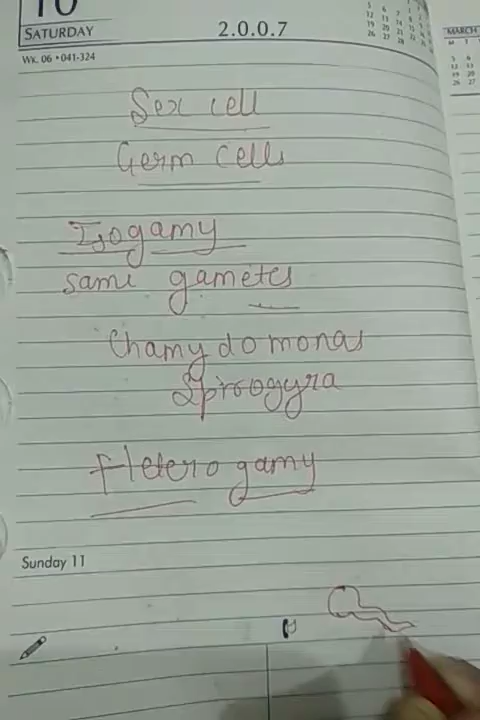 10
SATURDAY
2.0.0.7
Wk. 06 • 041-324
MARCH
Sex cell
Germ cells
Isogamy
same gametes
Chamydomonas
Spirogyra
Heterogamy
Sunday 11